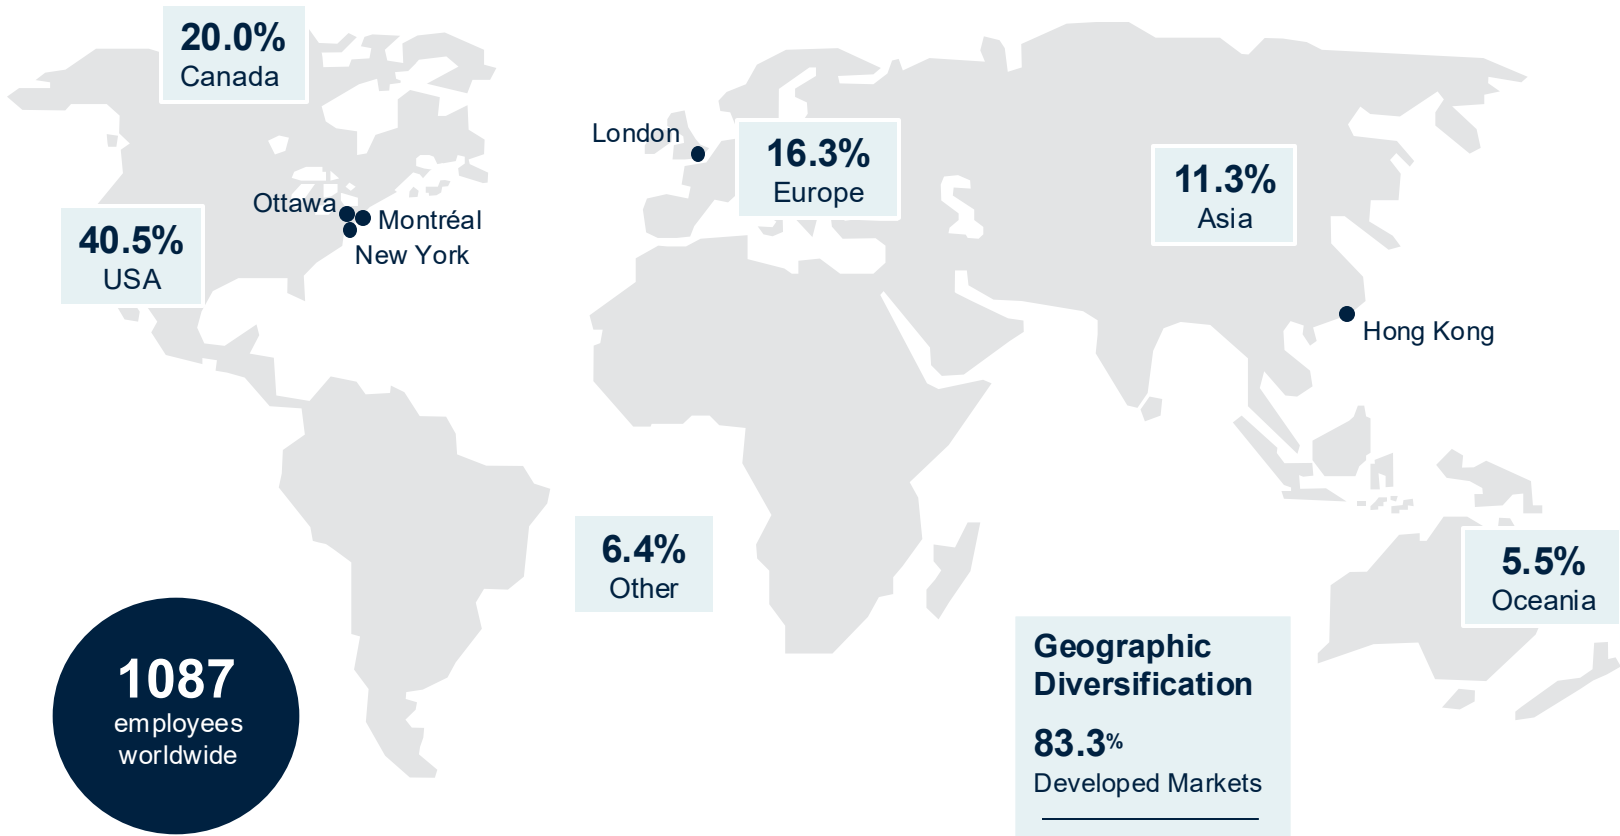 20.0%
Canada
London
16.3%
Europe
11.3%
Asia
Ottawa
Montréal
New York
40.5%
USA
Hong Kong
6.4%
Other
5.5%
Oceania
1087
employees
worldwide
Geographic
Diversification
83.3%
Developed Markets